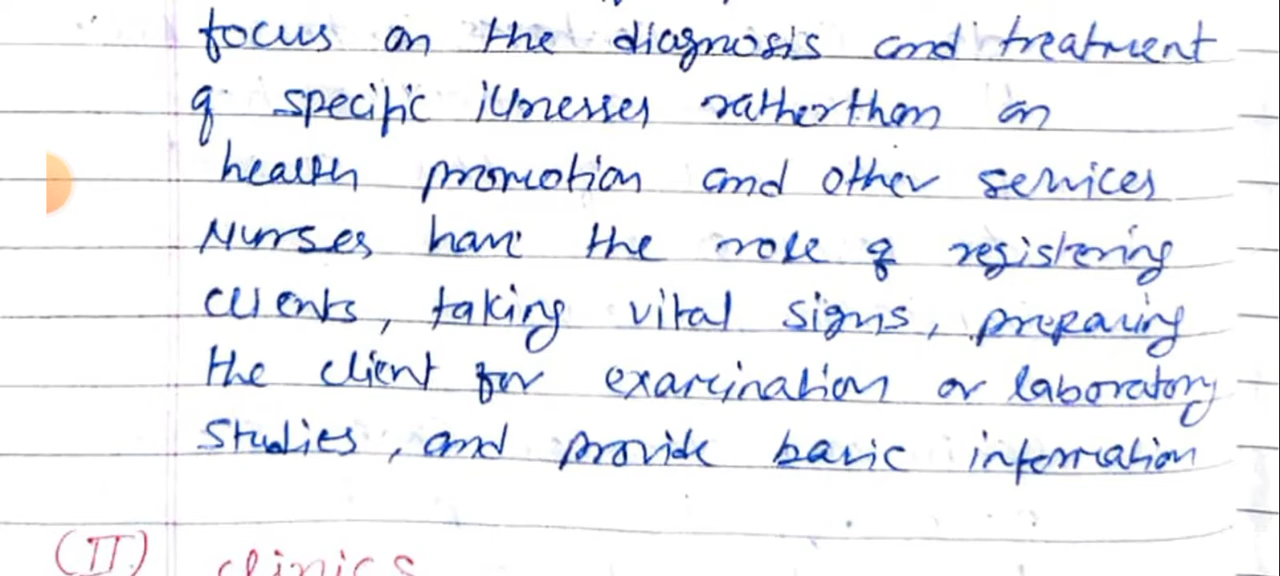 focus on the diagnosis and treatment
of specific illnesses ratherthan on
health promotion and other services
Nurses have the role of registering
clients, taking vital signs, preparing
the client for examination or laboratory
studies, and provide basic information
(II) clinics